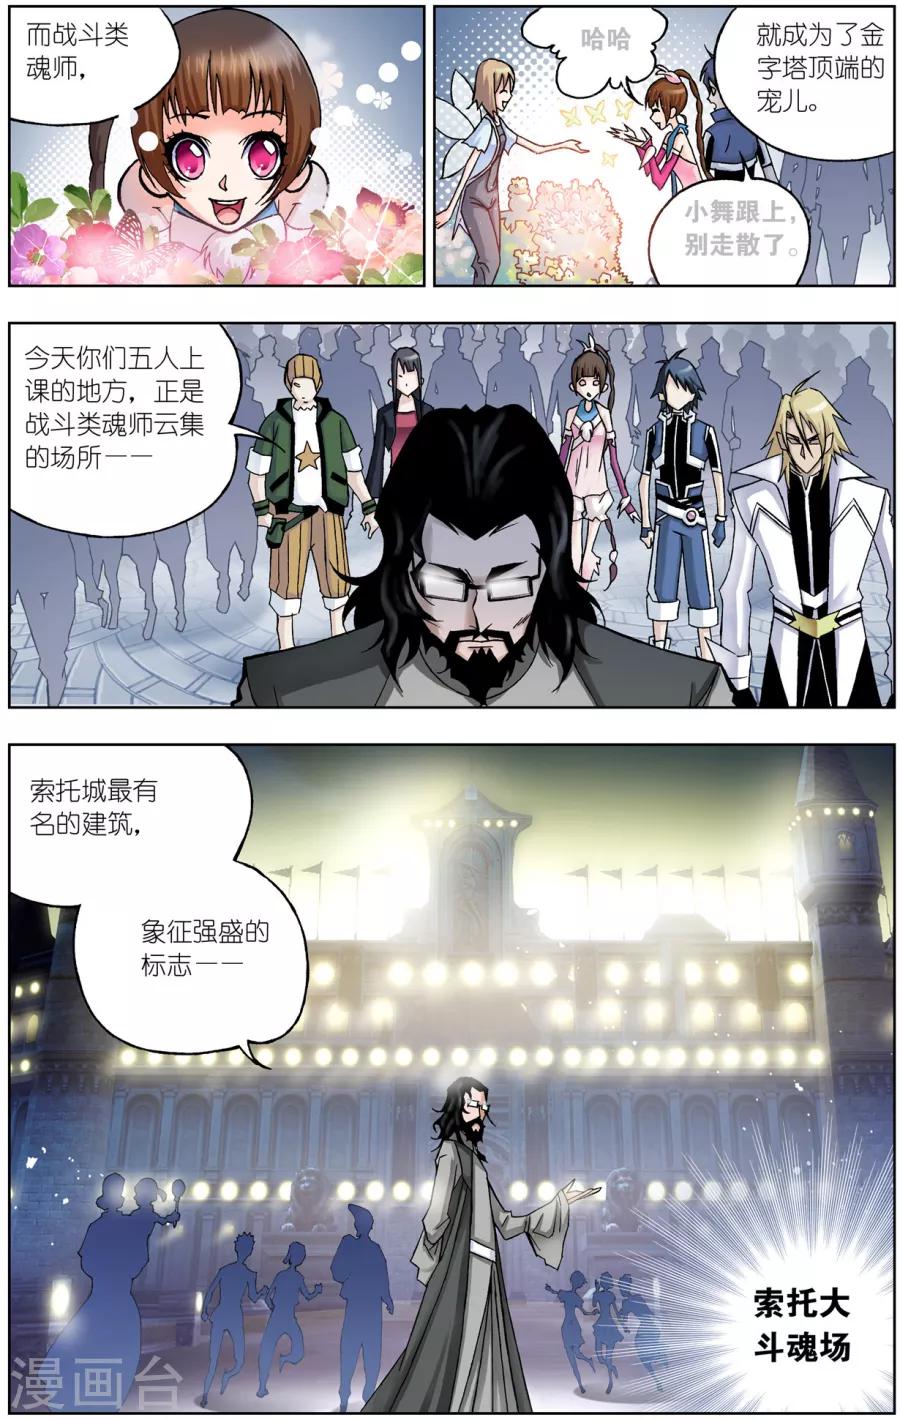 而战斗类
魂师，
哈哈
就成为了金
字塔顶端的
宠儿。
小舞跟上，
别走散了。
今天你们五人上
课的地方，正是
战斗类魂师云集
的场所——
索托城最有
名的建筑，
象征强盛的
标志——
索托大
斗魂场
漫画台